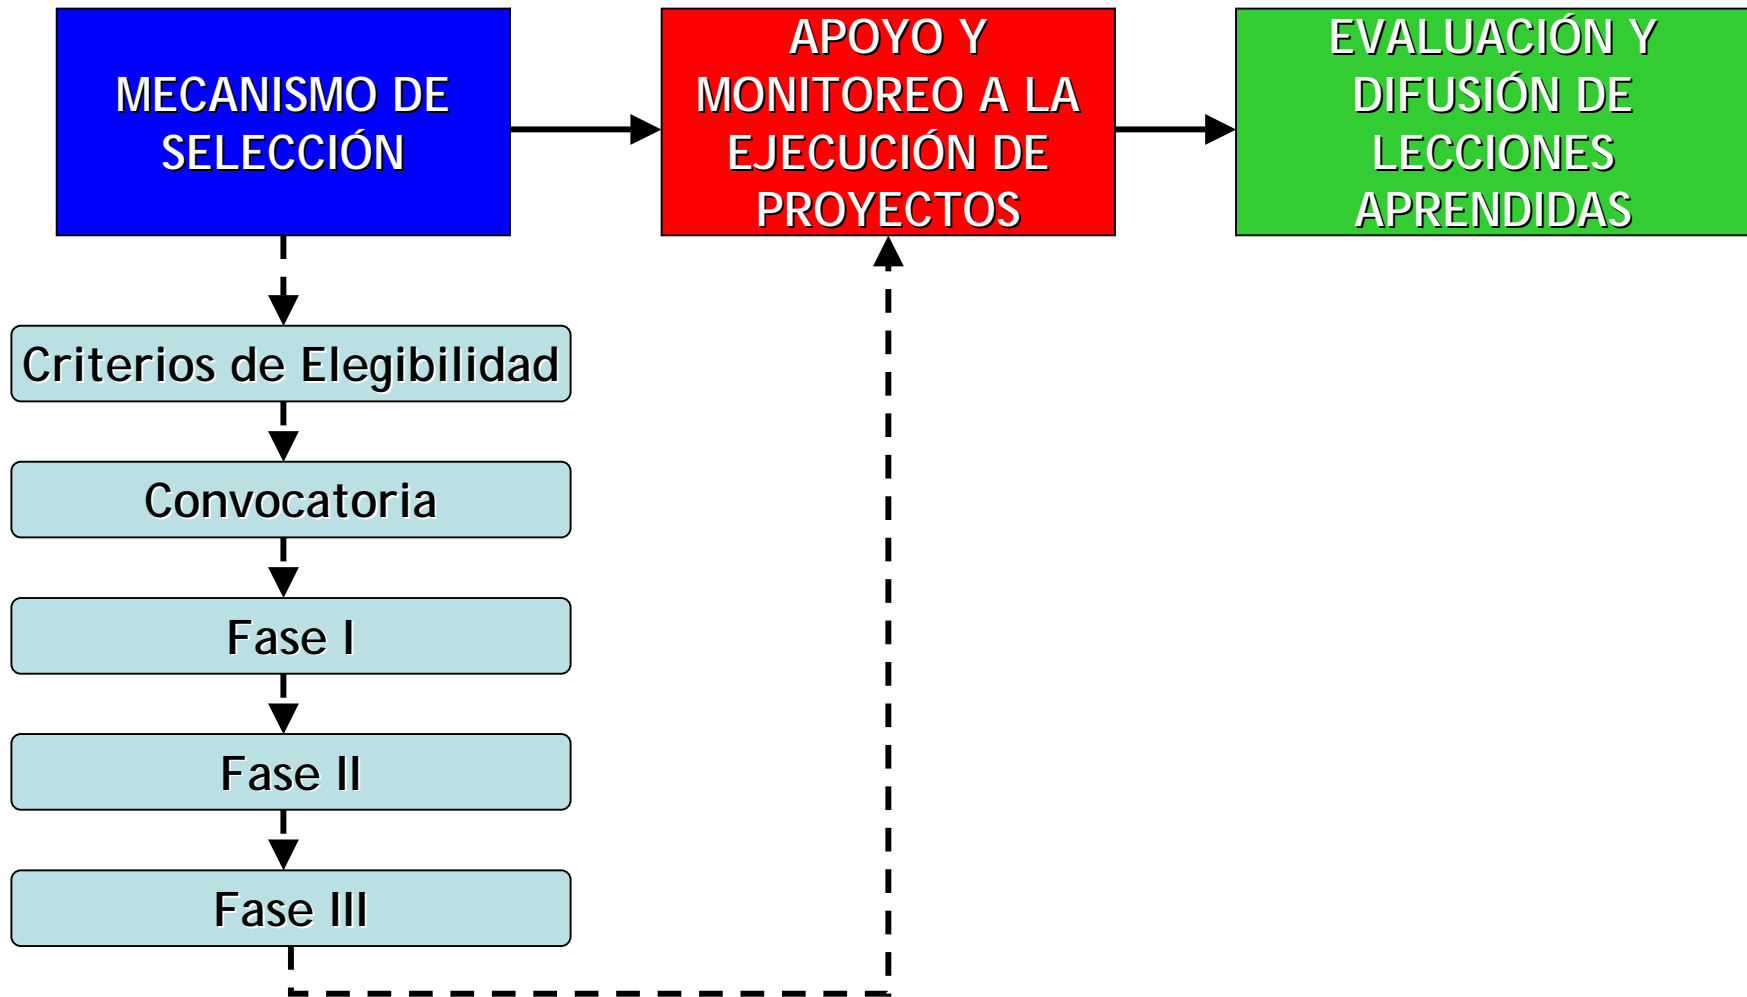 MECANISMO DE
SELECCIÓN
APOYO Y
MONITOREO A LA
EJECUCIÓN DE
PROYECTOS
EVALUACIÓN Y
DIFUSIÓN DE
LECCIONES
APRENDIDAS
Criterios de Elegibilidad
Convocatoria
Fase I
Fase II
Fase III